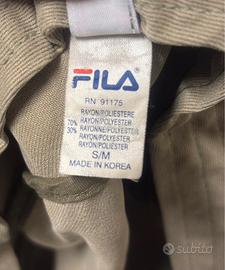 FILA
RN 91175
RAYON/POLIESTERE
RAYON/POLYESTER
70% RAYONNE/POLYESTER
30% RAYON/POLYESTER
RAYON/POLIESTER
S/M
MADE IN KOREA
subito